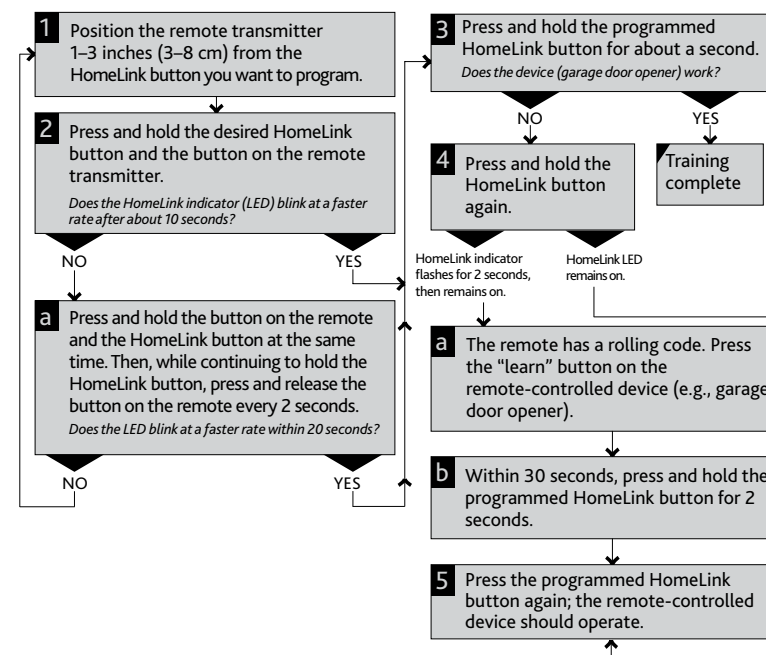 1
Position the remote transmitter
1–3 inches (3–8 cm) from the
HomeLink button you want to program.
2
Press and hold the desired HomeLink
button and the button on the remote
transmitter.
Does the HomeLink indicator (LED) blink at a faster
rate after about 10 seconds?
NO
YES
a
Press and hold the button on the remote
and the HomeLink button at the same
time. Then, while continuing to hold the
HomeLink button, press and release the
button on the remote every 2 seconds.
Does the LED blink at a faster rate within 20 seconds?
NO
YES
3
Press and hold the programmed
HomeLink button for about a second.
Does the device (garage door opener) work?
NO
YES
4
Press and hold the
HomeLink button
again.
Training
complete
HomeLink indicator
flashes for 2 seconds,
then remains on.
HomeLink LED
remains on.
a
The remote has a rolling code. Press
the “learn” button on the
remote-controlled device (e.g., garage
door opener).
b
Within 30 seconds, press and hold the
programmed HomeLink button for 2
seconds.
5
Press the programmed HomeLink
button again; the remote-controlled
device should operate.